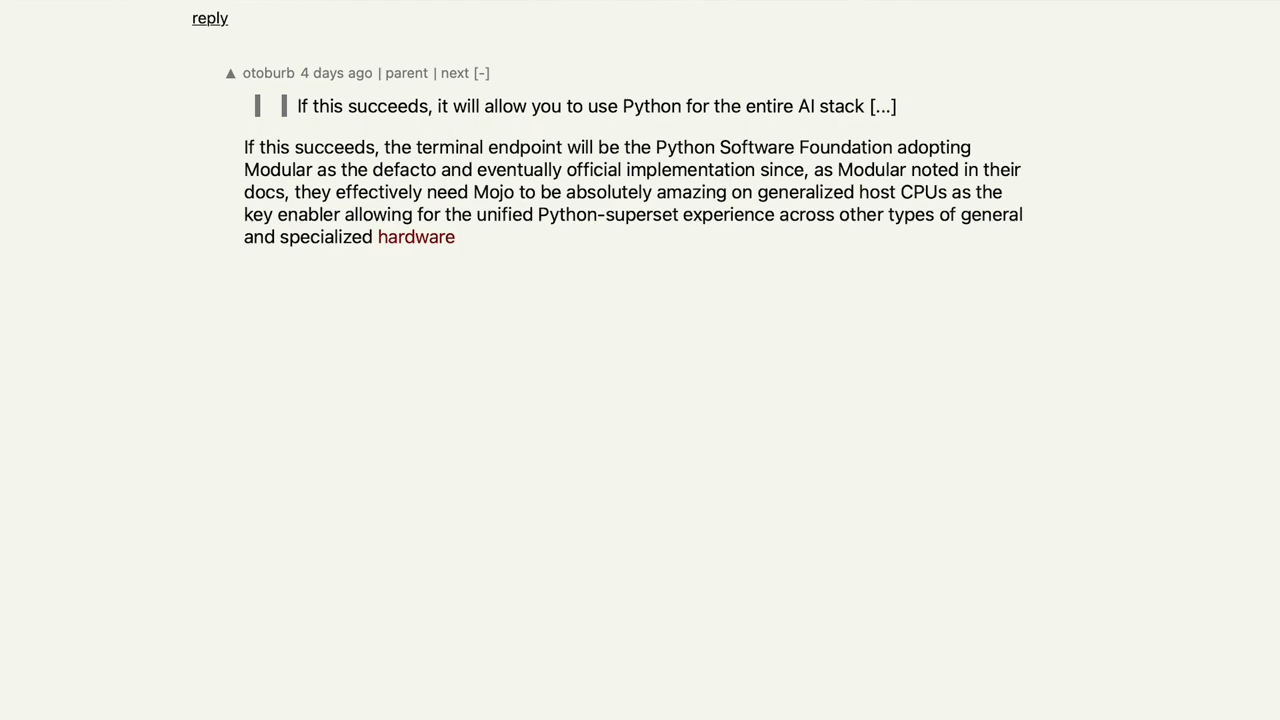 reply
▲ otoburb 4 days ago | parent | next [-]
If this succeeds, it will allow you to use Python for the entire AI stack [...]
If this succeeds, the terminal endpoint will be the Python Software Foundation adopting
Modular as the defacto and eventually official implementation since, as Modular noted in their
docs, they effectively need Mojo to be absolutely amazing on generalized host CPUs as the
key enabler allowing for the unified Python-superset experience across other types of general
and specialized hardware